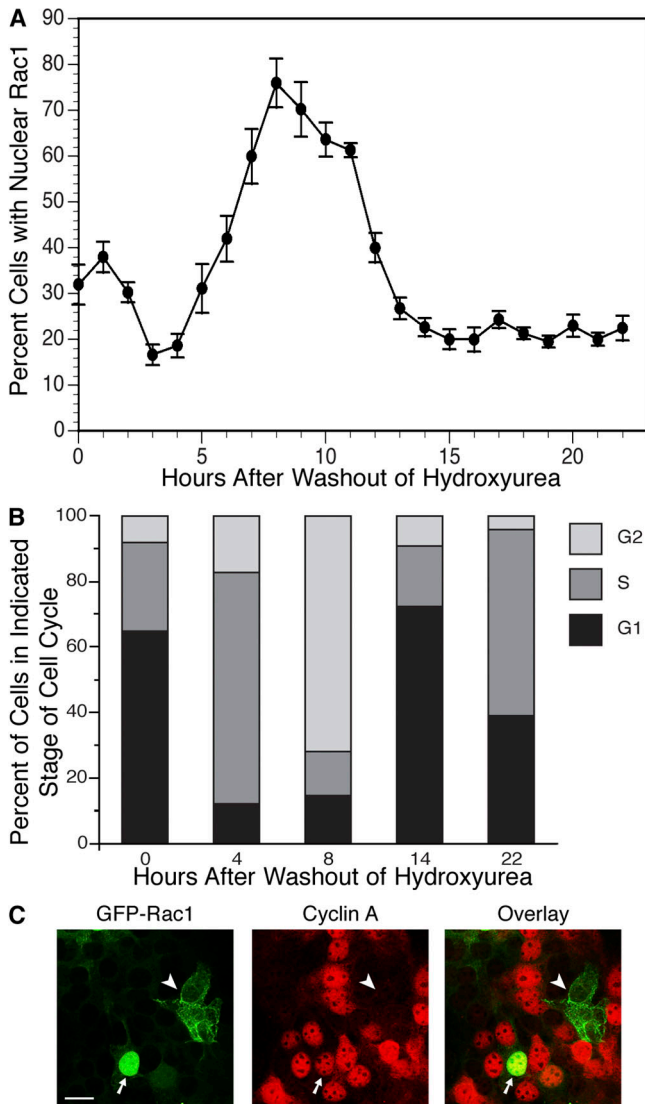 A
Percent Cells with Nuclear Rac1
90
80
70
60
50
40
30
20
10
0
0 5 10 15 20
Hours After Washout of Hydroxyurea
B
Percent of Cells in Indicated
Stage of Cell Cycle
100
80
60
40
20
0
0 4 8 14 22
Hours After Washout of Hydroxyurea
G2
S
G1
C
GFP-Rac1 Cyclin A Overlay